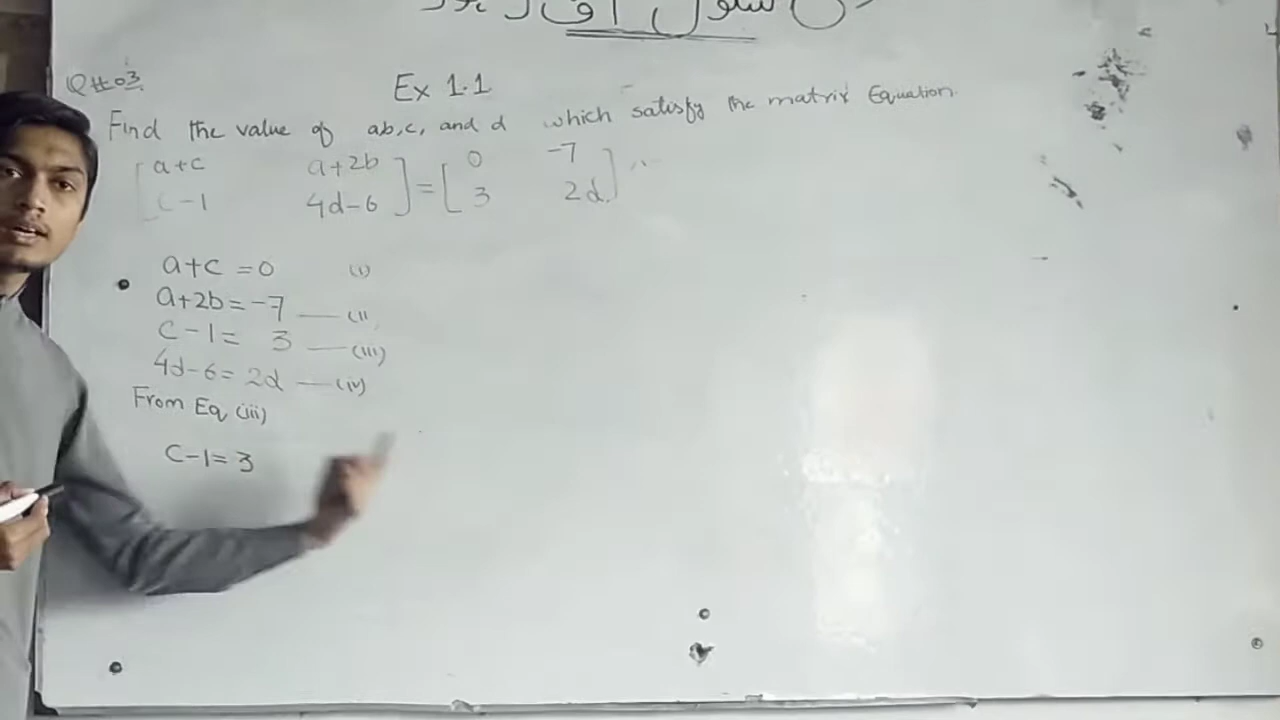 Q#03
Ex 1.1
Find the value of ab,c, and d which satisfy the matrix Equation.
[a+c a+2b] = [0 -7]
[c-1 4d-6] [3 2d.]
a+c =0 (i)
a+2b= -7 —(ii
c-1= 3 —(iii)
4d-6= 2d —(iv)
From Eq (iii)
c-1=3